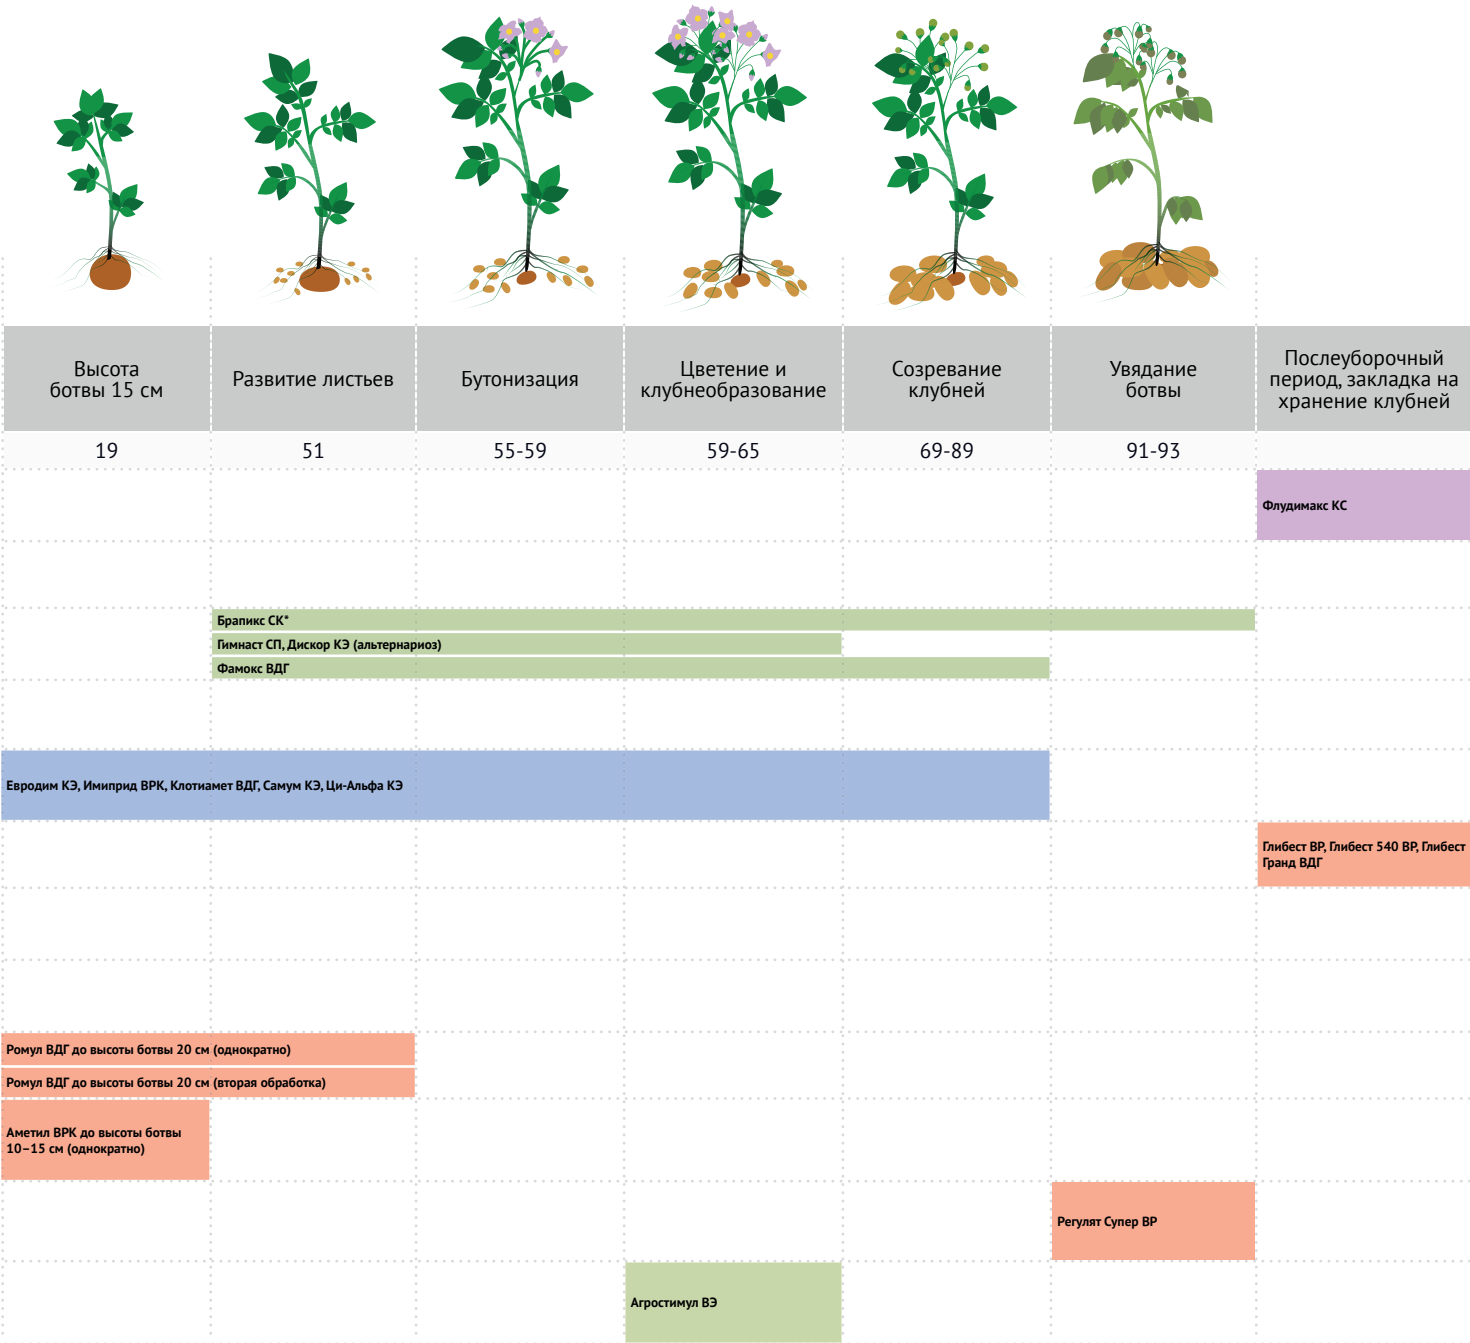 Высота
ботвы 15 см
Развитие листьев
Бутонизация
Цветение и
клубнеобразование
Созревание
клубней
Увядание
ботвы
Послеуборочный
период, закладка на
хранение клубней
19
51
55-59
59-65
69-89
91-93
Флудимакс КС
Брапикс СК*
Гимнаст СП, Дискор КЭ (альтернариоз)
Фамокс ВДГ
Евродим КЭ, Имиприд ВРК, Клотиамет ВДГ, Самум КЭ, Ци-Альфа КЭ
Глибест ВР, Глибест 540 ВР, Глибест
Гранд ВДГ
Ромул ВДГ до высоты ботвы 20 см (однократно)
Ромул ВДГ до высоты ботвы 20 см (вторая обработка)
Аметил ВРК до высоты ботвы
10–15 см (однократно)
Регулят Супер ВР
Агростимул ВЭ